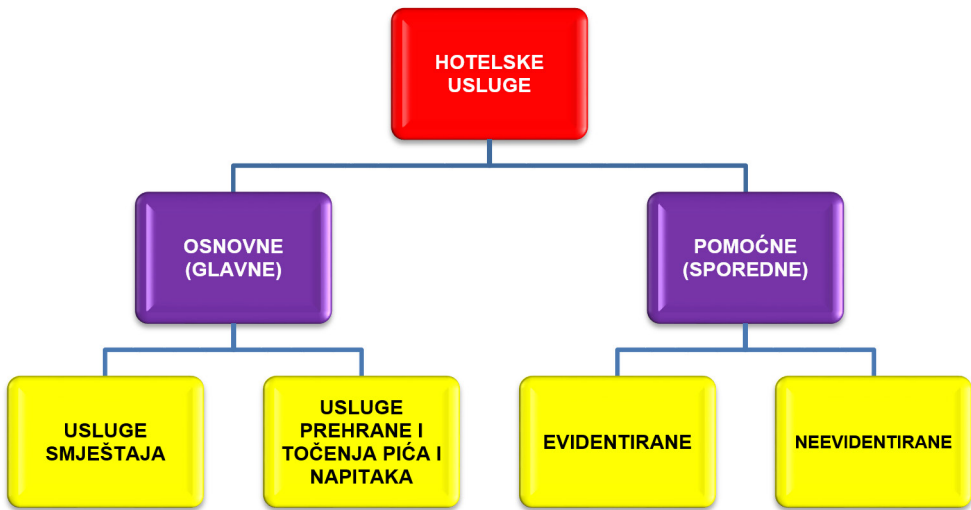 HOTELSKE
USLUGE
OSNOVNE
(GLAVNE)
POMOĆNE
(SPOREDNE)
USLUGE
SMJEŠTAJA
USLUGE
PREHRANE I
TOČENJA PIĆA I
NAPITAKA
EVIDENTIRANE
NEEVIDENTIRANE